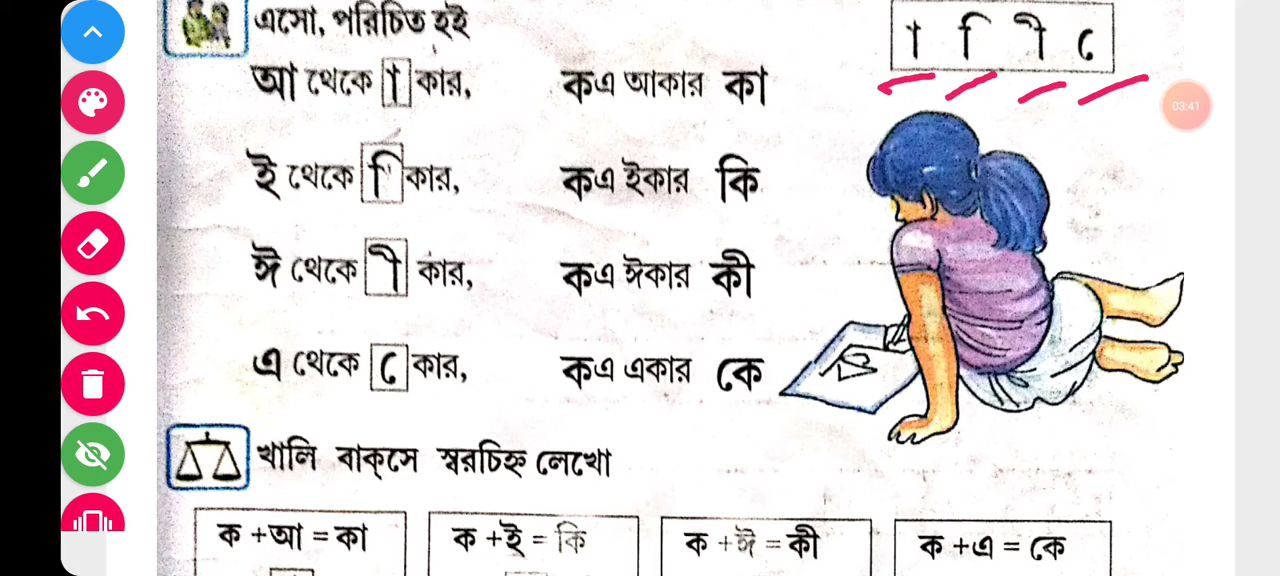 এসো, পরিচিত হই
া ি ী ে
আ থেকে া কার, কএ আকার কা
03:41
ই থেকে ি কার, কএ ইকার কি
ঈ থেকে ী কার, কএ ঈকার কী
এ থেকে ে কার, কএ একার কে
খালি বাক্‌সে স্বরচিহ্ন লেখো
ক +আ = কা ক +ই = কি ক +ঈ = কী ক +এ = কে